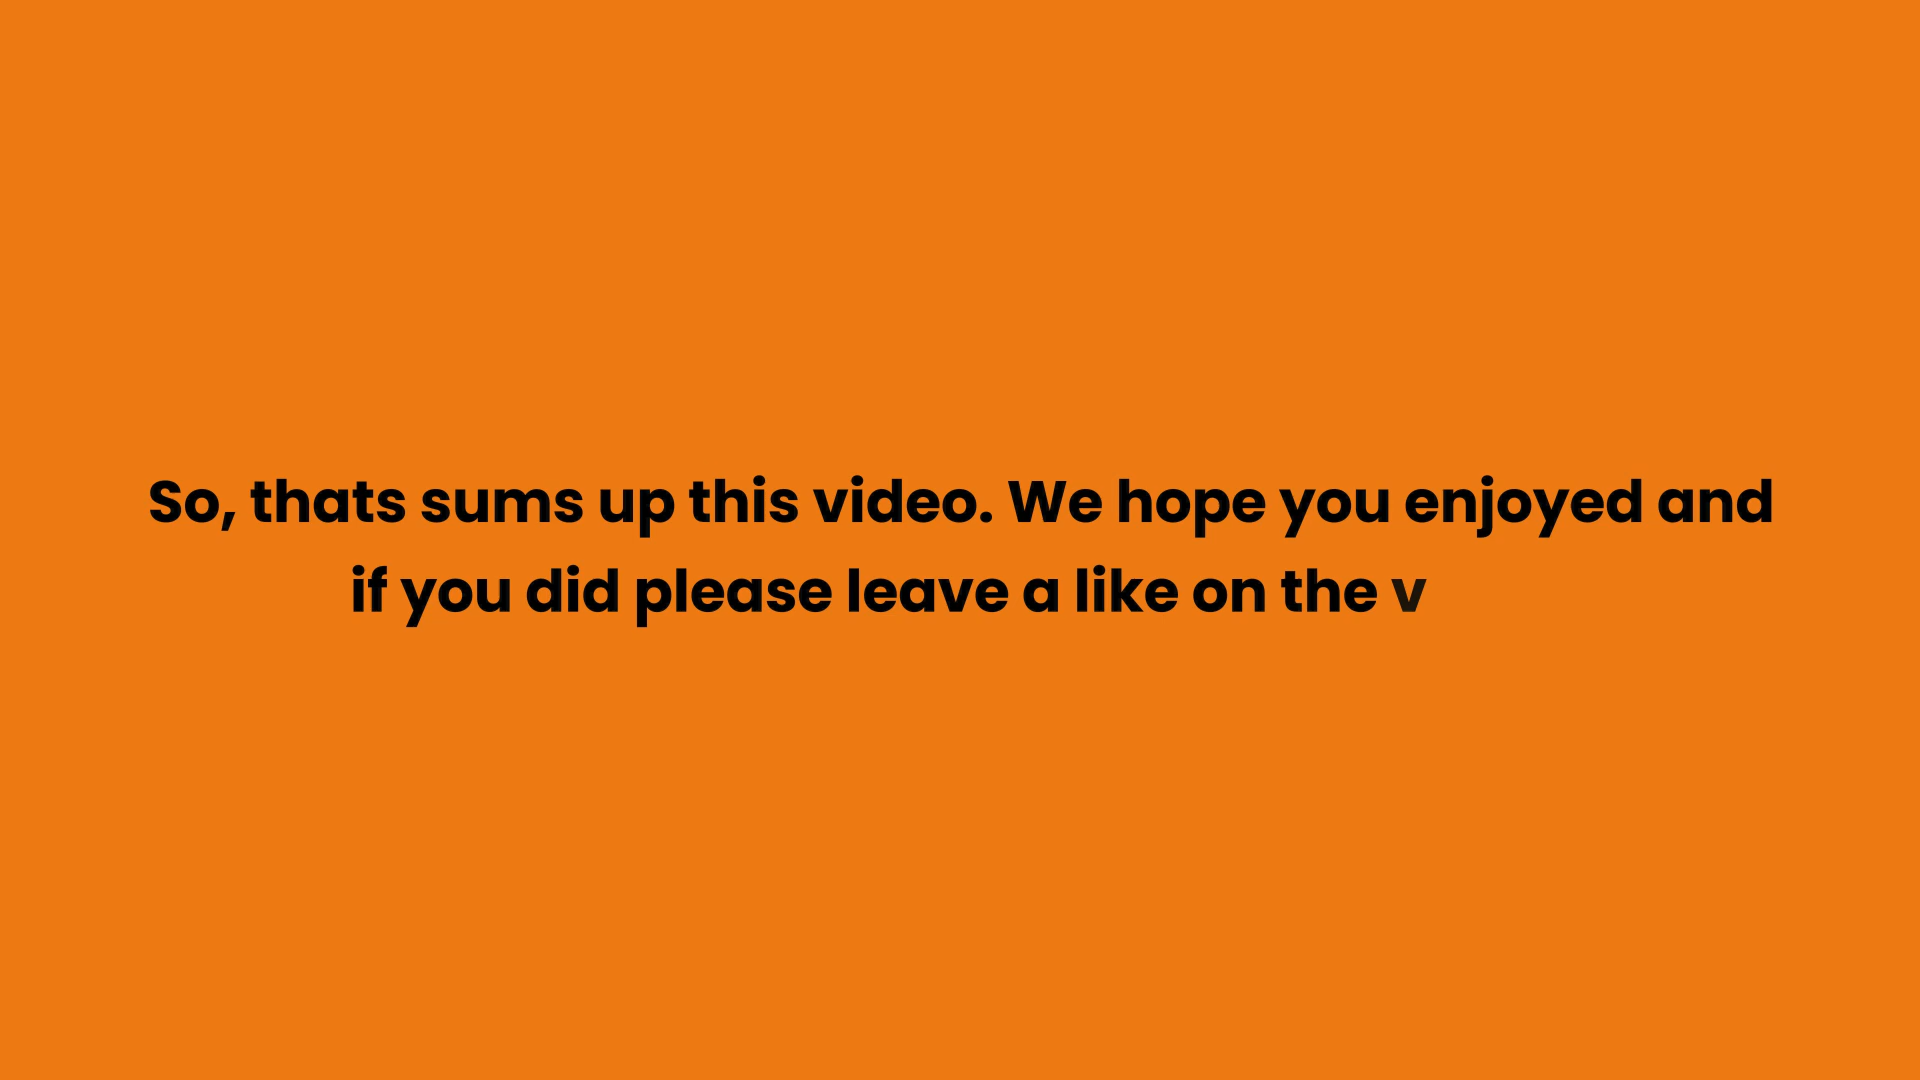 So, thats sums up this video. We hope you enjoyed and
if you did please leave a like on the v